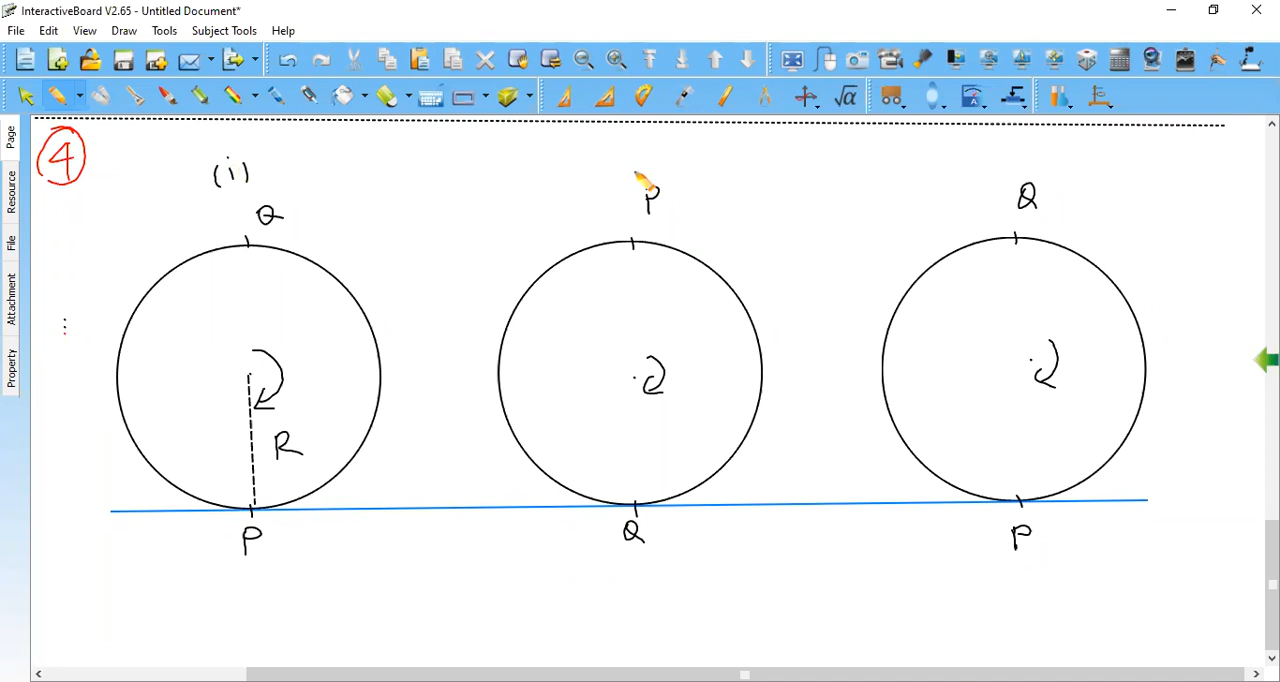 InteractiveBoard V2.65 - Untitled Document*
File Edit View Draw Tools Subject Tools Help
Page
Resource
File
Attachment
Property
4
(i)
Q
P
Q
R
P
Q
P